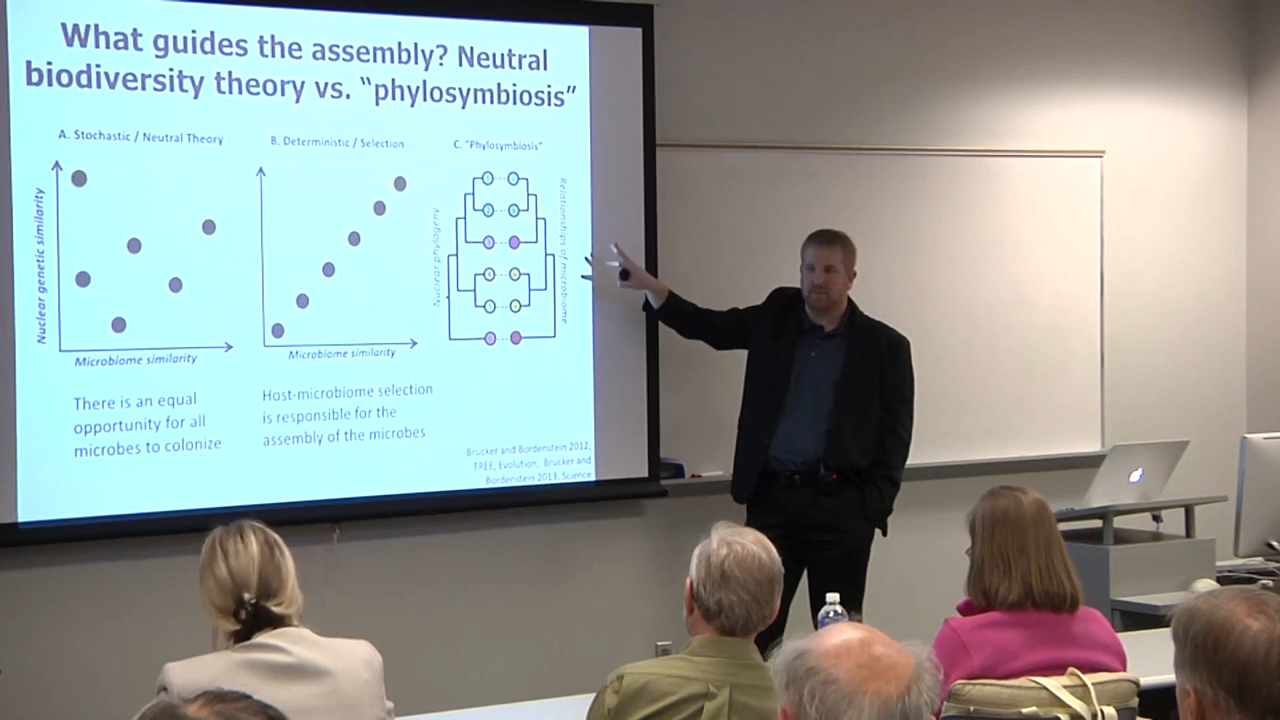 What guides the assembly? Neutral
biodiversity theory vs. “phylosymbiosis”
A. Stochastic / Neutral Theory
Nuclear genetic similarity
Microbiome similarity
There is an equal
opportunity for all
microbes to colonize
B. Deterministic / Selection
Microbiome similarity
Host-microbiome selection
is responsible for the
assembly of the microbes
C. "Phylosymbiosis"
Nuclear phylogeny
Relationships of microbiome
Brucker and Bordenstein 2012,
TREE, Evolution, Brucker and
Bordenstein 2013, Science